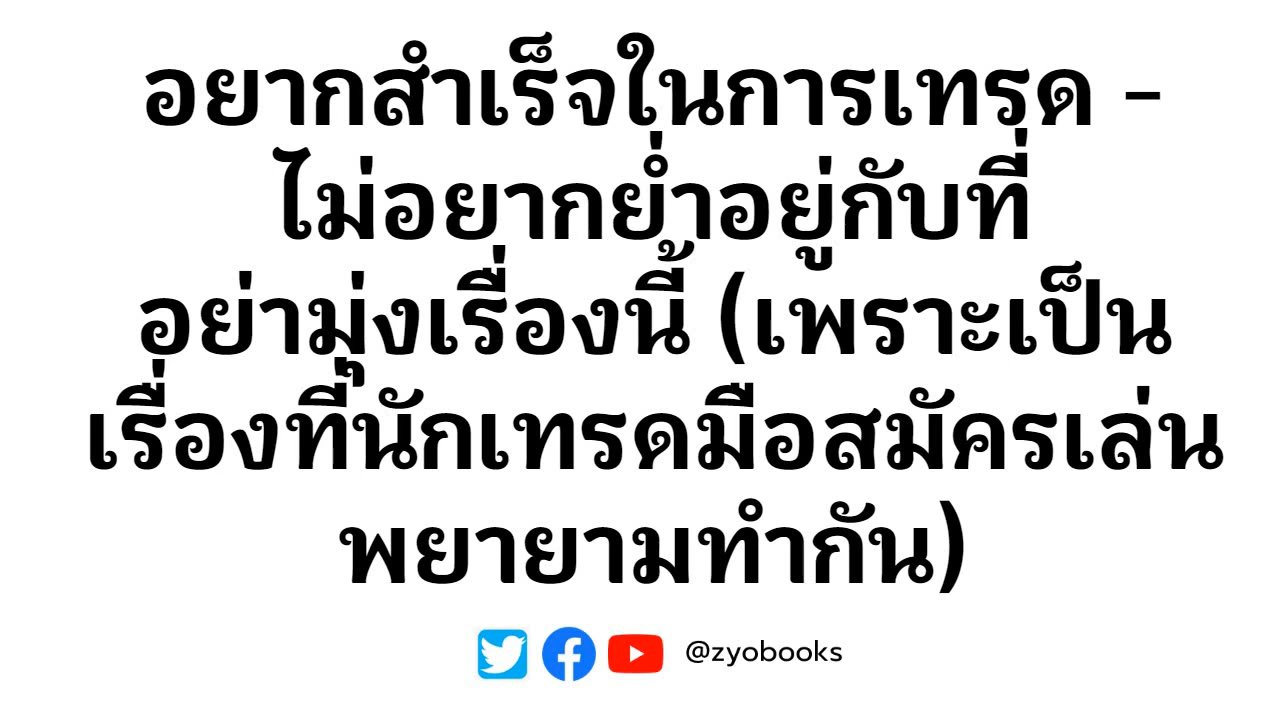 อยากสำเร็จในการเทรด –
ไม่อยากย่ำอยู่กับที่
อย่ามุ่งเรื่องนี้ (เพราะเป็น
เรื่องที่นักเทรดมือสมัครเล่น
พยายามทำกัน)
@zyobooks